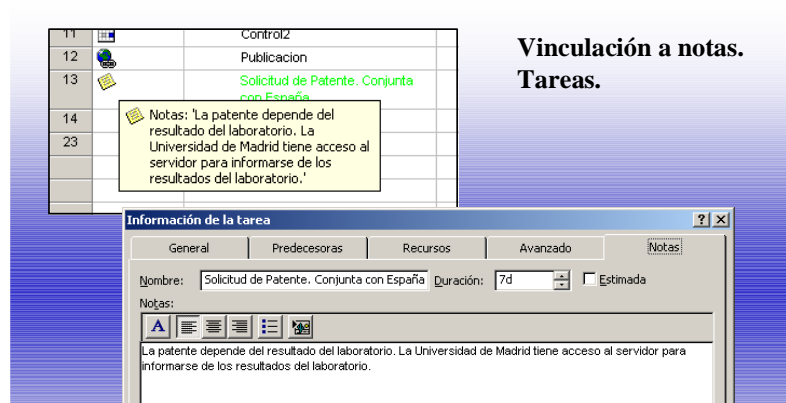 Vinculación a notas.
Tareas.
11 Control2
12 Publicacion
13 Solicitud de Patente. Conjunta
con España
14
23
Notas: 'La patente depende del
resultado del laboratorio. La
Universidad de Madrid tiene acceso al
servidor para informarse de los
resultados del laboratorio.'
Información de la tarea
General Predecesoras Recursos Avanzado Notas
Nombre: Solicitud de Patente. Conjunta con España Duración: 7d Estimada
Notas:
La patente depende del resultado del laboratorio. La Universidad de Madrid tiene acceso al servidor para
informarse de los resultados del laboratorio.